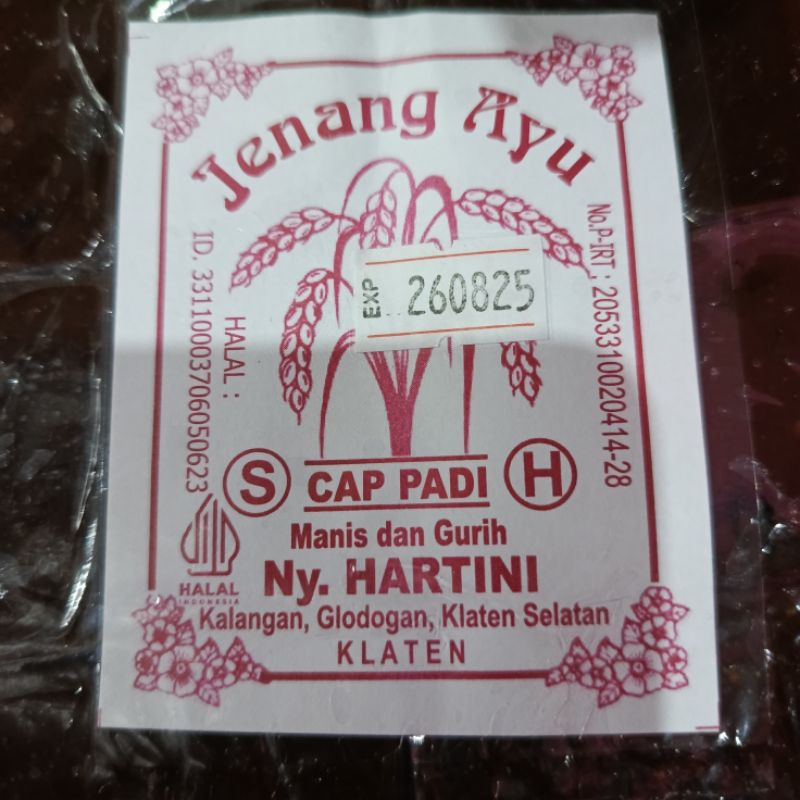 Jenang Ayu
No.P-IRT : 2053310020414-28
HALAL :
ID. 33110003706050623
EXP 260825
S CAP PADI H
Manis dan Gurih
HALAL
INDONESIA
Ny. HARTINI
Kalangan, Glodogan, Klaten Selatan
KLATEN